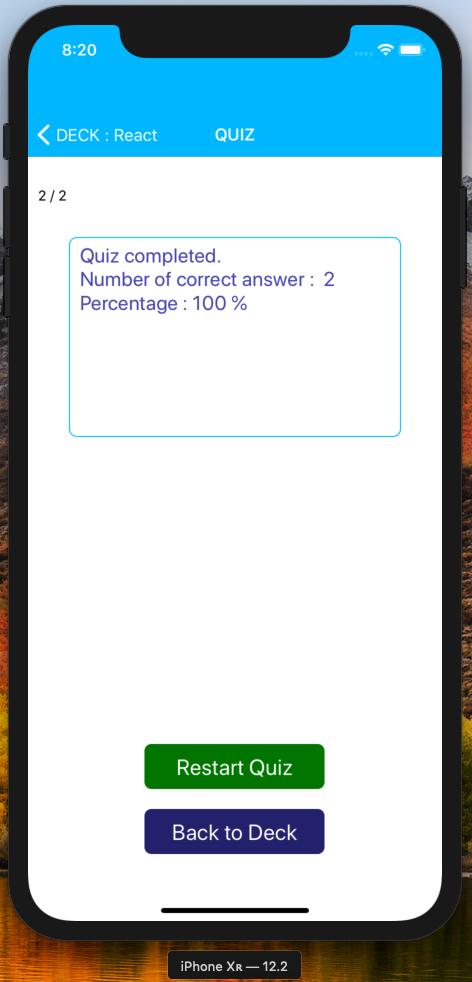 8:20
DECK : React
QUIZ
2 / 2
Quiz completed.
Number of correct answer :  2
Percentage : 100 %
Restart Quiz
Back to Deck
iPhone Xʀ — 12.2